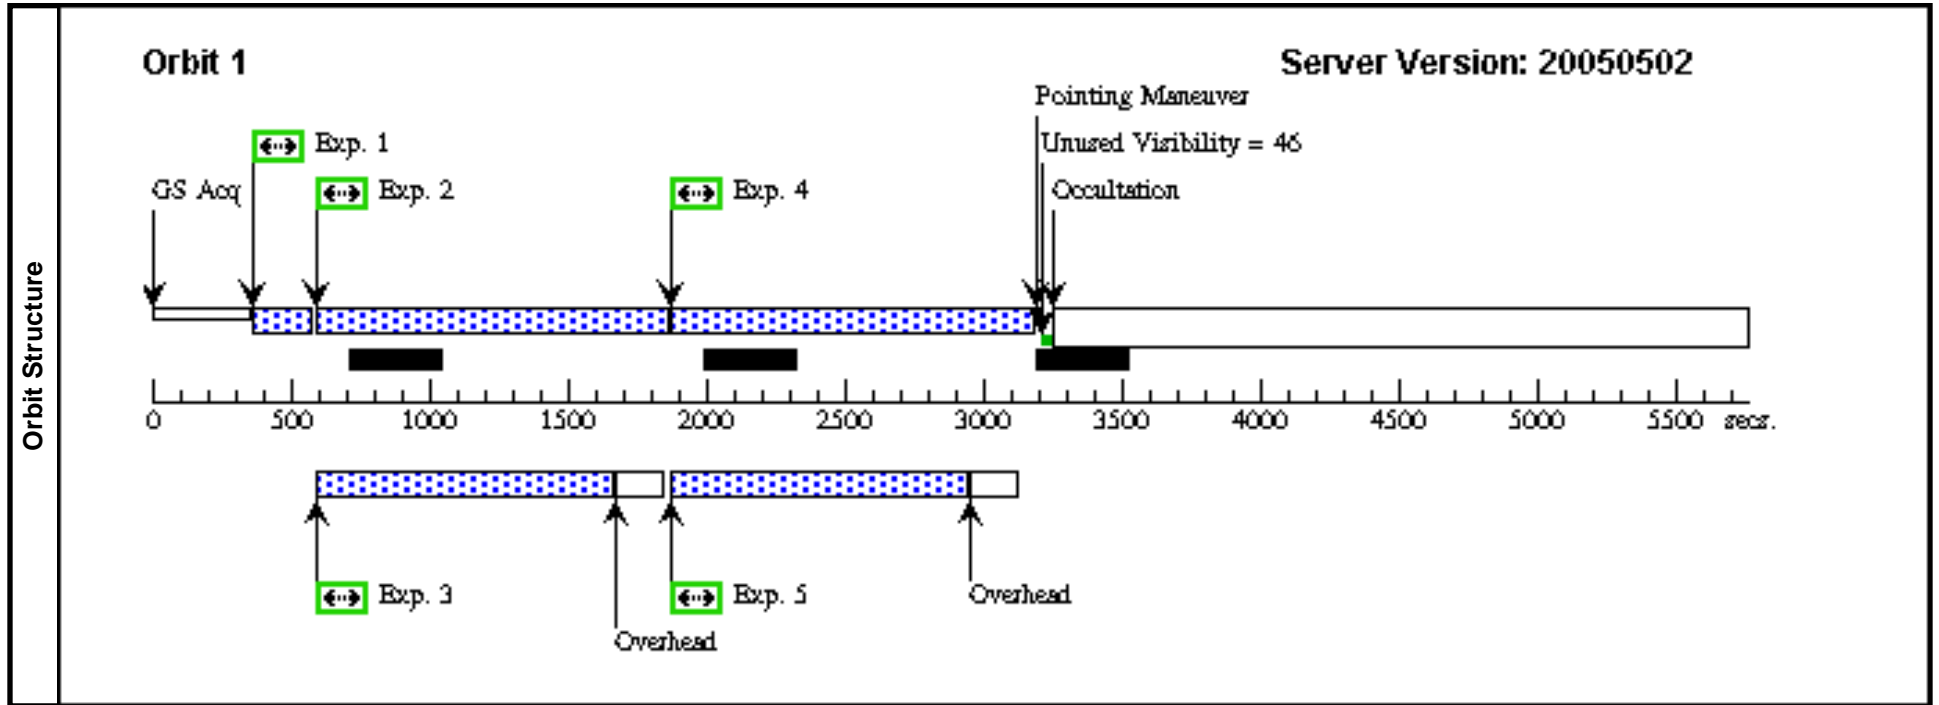 Orbit 1
Server Version: 20050502
Pointing Maneuver
Exp. 1
Unused Visibility = 46
GS Acq
Exp. 2
Exp. 4
Occultation
Orbit Structure
0 500 1000 1500 2000 2500 3000 3500 4000 4500 5000 5500 secs.
Exp. 3
Exp. 5
Overhead
Overhead